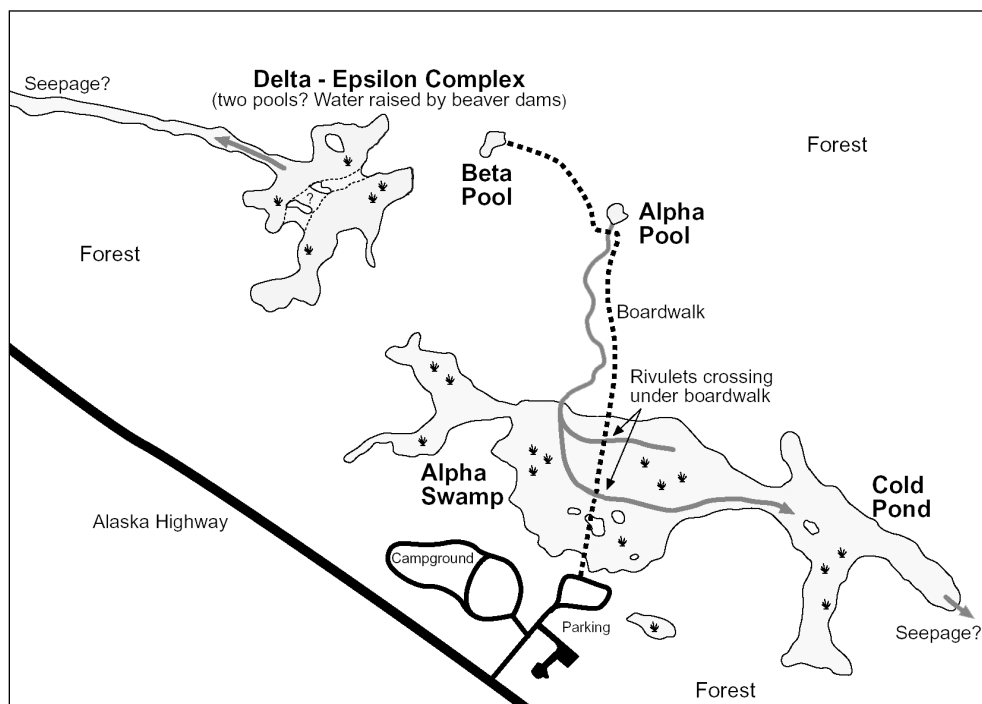 Seepage?
Delta - Epsilon Complex
(two pools? Water raised by beaver dams)
Forest
Beta
Pool
?
Alpha
Pool
Forest
Boardwalk
Rivulets crossing
under boardwalk
Alpha
Swamp
Cold
Pond
Alaska Highway
Campground
Parking
Seepage?
Forest